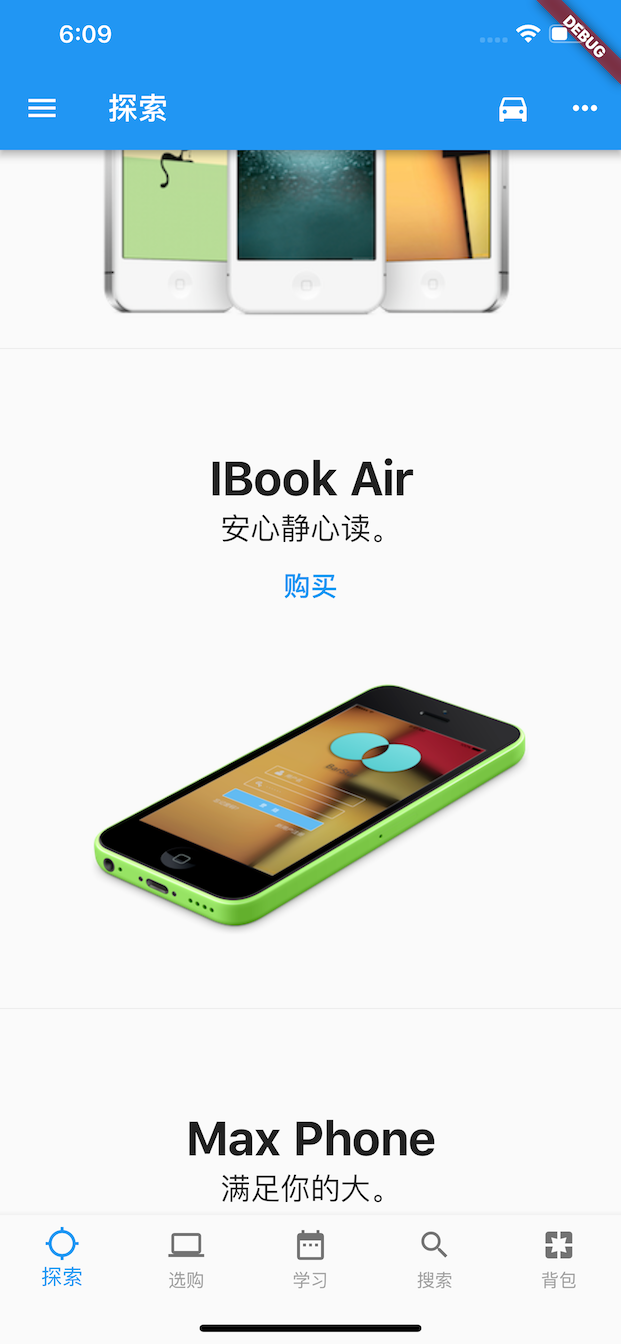 6:09
DEBUG
探索
IBook Air
安心静心读。
购买
Max Phone
满足你的大。
探索
选购
学习
搜索
背包